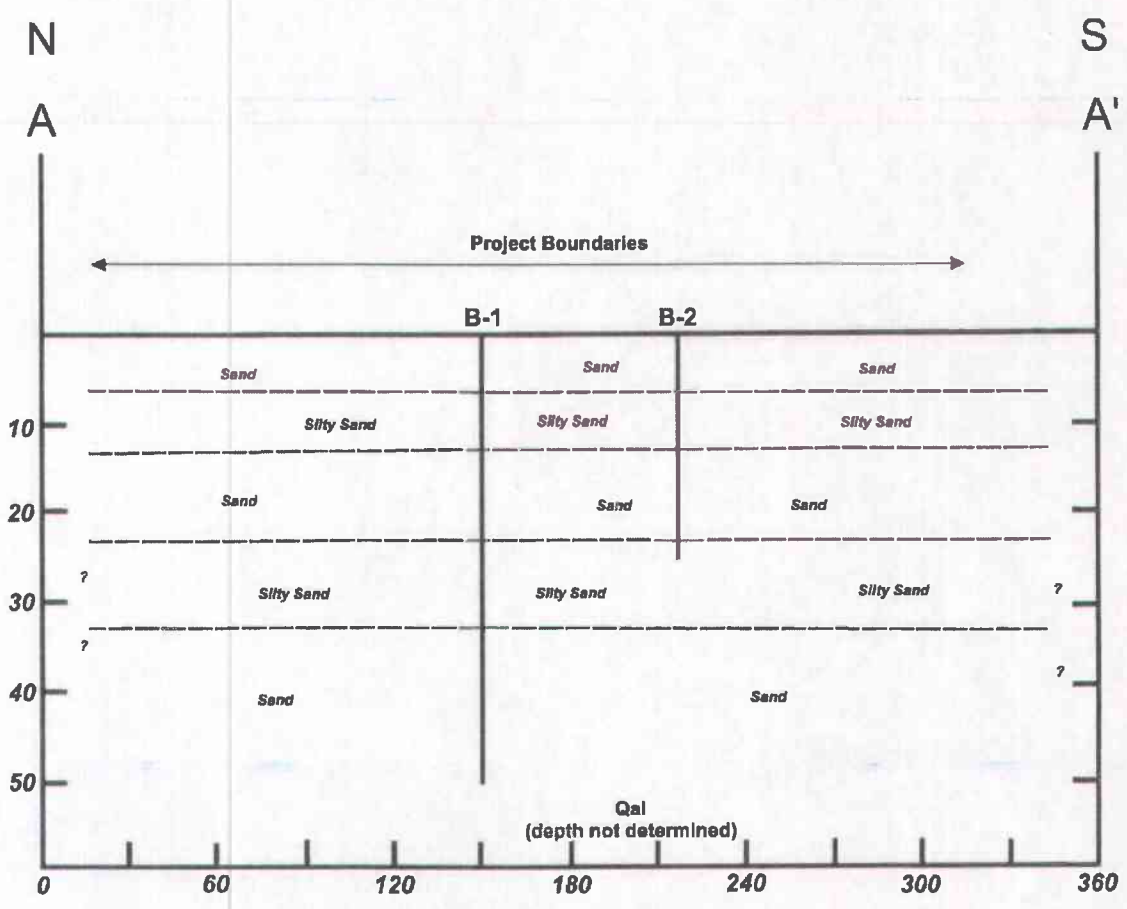 N
S
A
A'
Project Boundaries
B-1
B-2
Sand
Sand
Sand
10
Silty Sand
Silty Sand
Silty Sand
20
Sand
Sand
Sand
?
30
Silty Sand
Silty Sand
Silty Sand
?
?
?
40
Sand
Sand
50
Qal
(depth not determined)
0
60
120
180
240
300
360